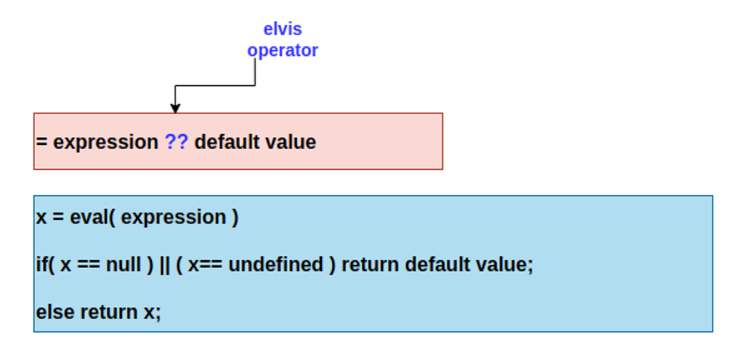 elvis
operator
= expression ?? default value
x = eval( expression )
if( x == null ) || ( x== undefined ) return default value;
else return x;